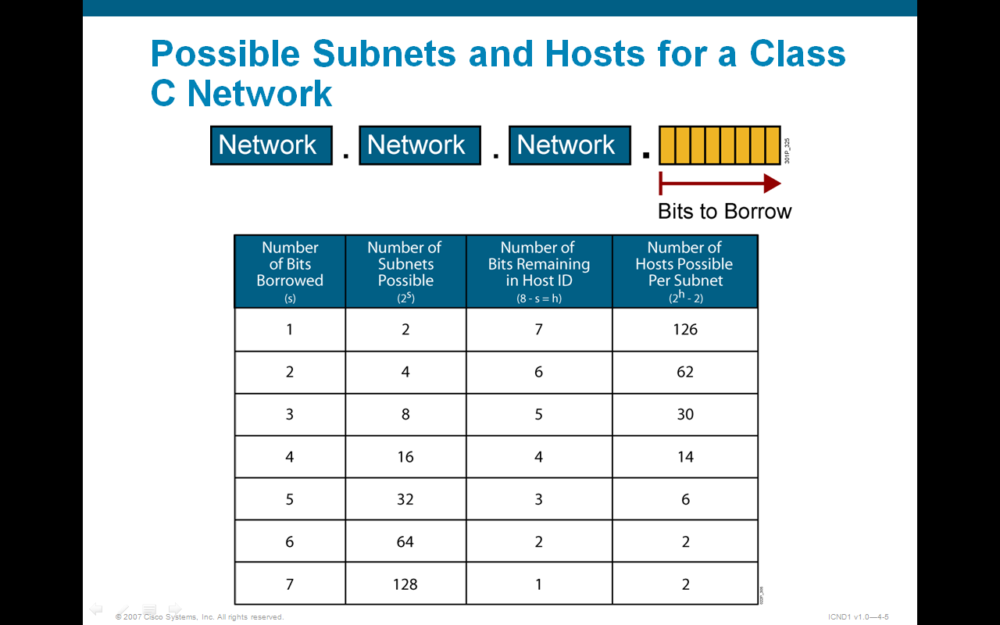 Possible Subnets and Hosts for a Class
C Network
Network . Network . Network .
301P_325
Bits to Borrow
Number of Bits Borrowed (s) Number of Subnets Possible (2^s) Number of Bits Remaining in Host ID (8 - s = h) Number of Hosts Possible Per Subnet (2^h - 2)
1 2 7 126
2 4 6 62
3 8 5 30
4 16 4 14
5 32 3 6
6 64 2 2
7 128 1 2
© 2007 Cisco Systems, Inc. All rights reserved.
ICND1 v1.0—4-5